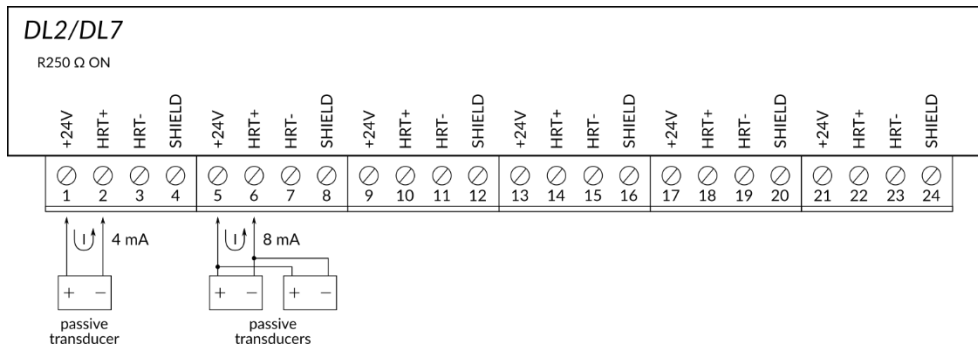 DL2/DL7
R250 Ω ON
+24V HRT+ HRT- SHIELD +24V HRT+ HRT- SHIELD +24V HRT+ HRT- SHIELD +24V HRT+ HRT- SHIELD +24V HRT+ HRT- SHIELD +24V HRT+ HRT- SHIELD
1 2 3 4 5 6 7 8 9 10 11 12 13 14 15 16 17 18 19 20 21 22 23 24
I 4 mA I 8 mA
+ − + − + −
passive passive
transducer transducers